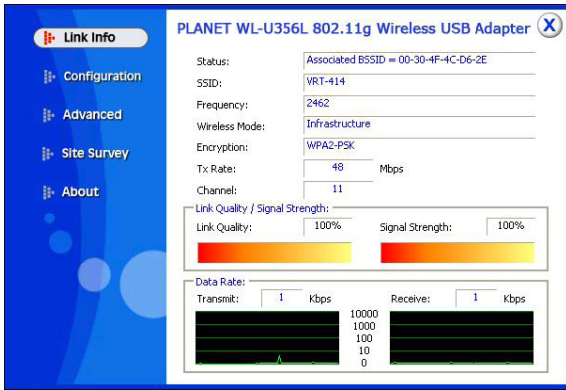 PLANET WL-U356L 802.11g Wireless USB Adapter X
Link Info
Configuration
Advanced
Site Survey
About
Status: Associated BSSID = 00-30-4F-4C-D6-2E
SSID: VRT-414
Frequency: 2462
Wireless Mode: Infrastructure
Encryption: WPA2-PSK
Tx Rate: 48 Mbps
Channel: 11
Link Quality / Signal Strength:
Link Quality: 100% Signal Strength: 100%
Data Rate:
Transmit: 1 Kbps Receive: 1 Kbps
10000
1000
100
10
0